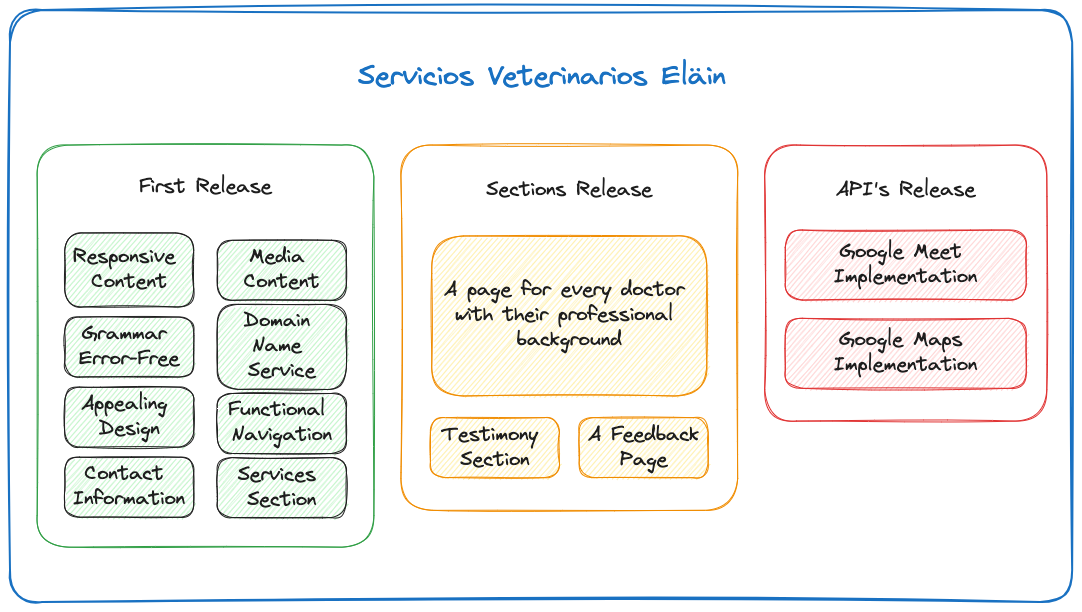 Servicios Veterinarios Eläin
First Release
Responsive
Content
Media
Content
Grammar
Error-Free
Domain
Name
Service
Appealing
Design
Functional
Navigation
Contact
Information
Services
Section
Sections Release
A page for every doctor
with their professional
background
Testimony
Section
A Feedback
Page
API's Release
Google Meet
Implementation
Google Maps
Implementation